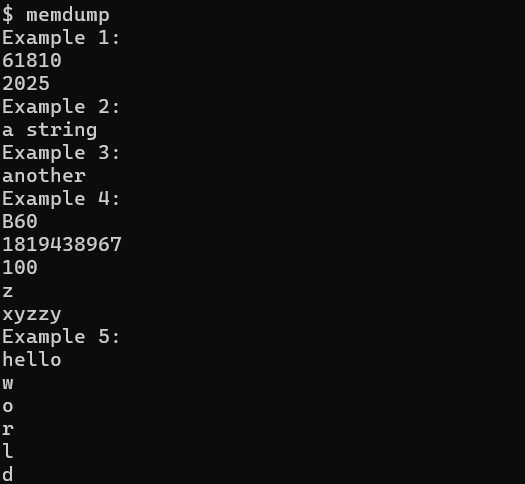 $ memdump
Example 1:
61810
2025
Example 2:
a string
Example 3:
another
Example 4:
B60
1819438967
100
z
xyzzy
Example 5:
hello
w
o
r
l
d